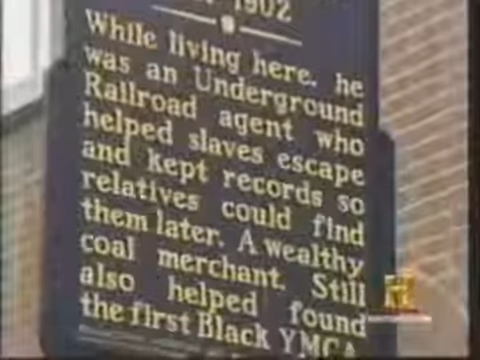 1902
While living here, he
was an Underground
Railroad agent who
helped slaves escape
and kept records so
relatives could find
them later. A wealthy
coal merchant, Still
also helped found
the first Black YMCA
H